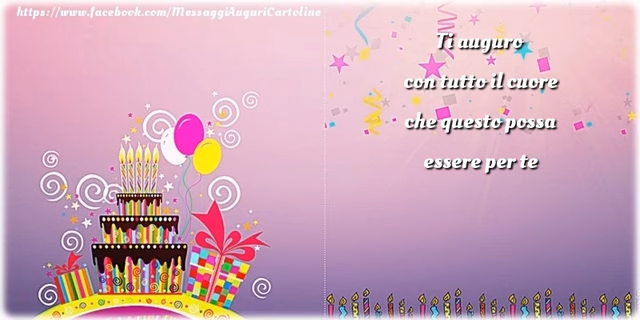 https://www.facebook.com/MessaggiAuguriCartoline
Ti auguro
con tutto il cuore
che questo possa
essere per te